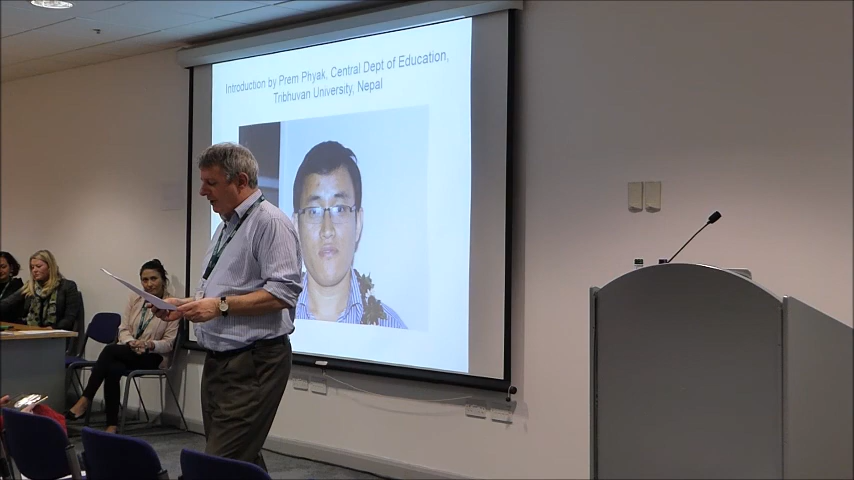 Introduction by Prem Phyak, Central Dept of Education,
Tribhuvan University, Nepal